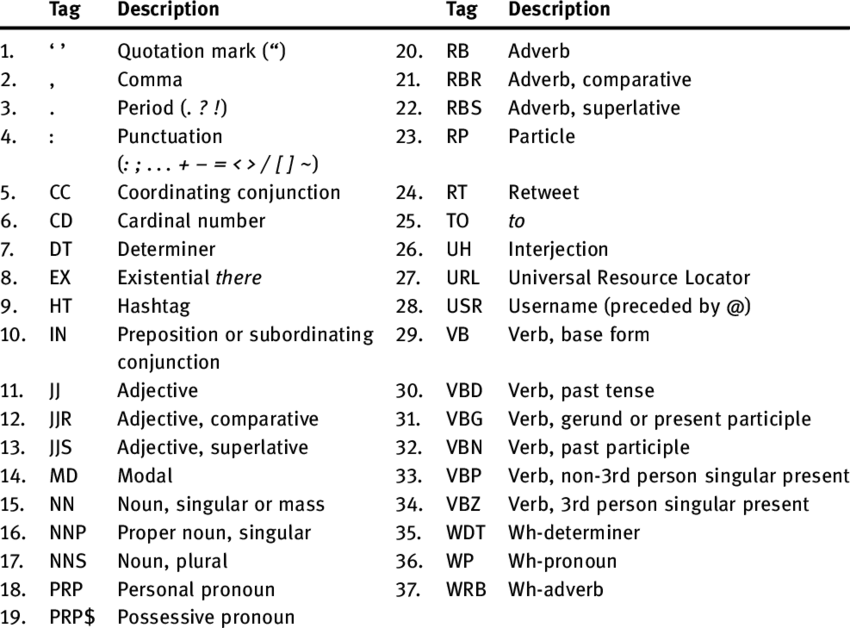 Tag Description Tag Description
1. ‘ ’ Quotation mark (“) 20. RB Adverb
2. , Comma 21. RBR Adverb, comparative
3. . Period (. ? !) 22. RBS Adverb, superlative
4. : Punctuation 23. RP Particle
(: ; . . . + – = < > / [ ] ~)
5. CC Coordinating conjunction 24. RT Retweet
6. CD Cardinal number 25. TO to
7. DT Determiner 26. UH Interjection
8. EX Existential there 27. URL Universal Resource Locator
9. HT Hashtag 28. USR Username (preceded by @)
10. IN Preposition or subordinating 29. VB Verb, base form
conjunction
11. JJ Adjective 30. VBD Verb, past tense
12. JJR Adjective, comparative 31. VBG Verb, gerund or present participle
13. JJS Adjective, superlative 32. VBN Verb, past participle
14. MD Modal 33. VBP Verb, non-3rd person singular present
15. NN Noun, singular or mass 34. VBZ Verb, 3rd person singular present
16. NNP Proper noun, singular 35. WDT Wh-determiner
17. NNS Noun, plural 36. WP Wh-pronoun
18. PRP Personal pronoun 37. WRB Wh-adverb
19. PRP$ Possessive pronoun